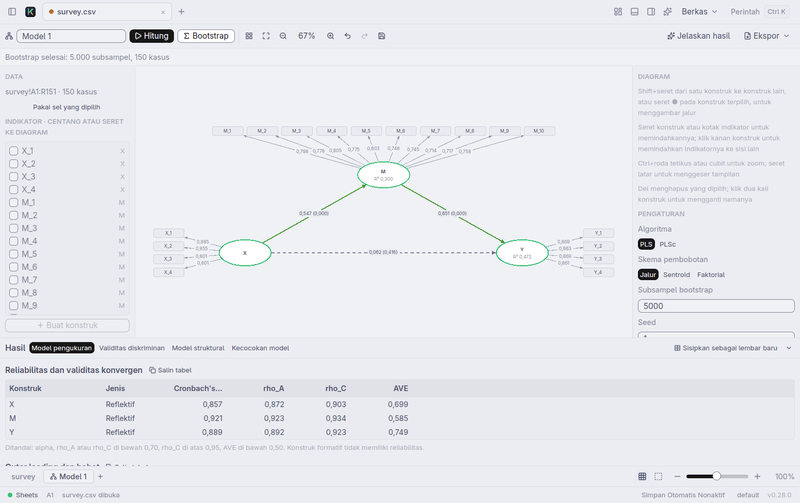 survey.csv
Berkas
Perintah
Ctrl K
Model 1
Hitung
Bootstrap
67%
Jelaskan hasil
Ekspor
Bootstrap selesai: 5.000 subsampel, 150 kasus
DATA
survey!A1:R151 · 150 kasus
Pakai sel yang dipilih
INDIKATOR · CENTANG ATAU SERET
KE DIAGRAM
X_1 X
X_2 X
X_3 X
X_4 X
M_1 M
M_2 M
M_3 M
M_4 M
M_5 M
M_6 M
M_7 M
M_8 M
M_9 M
+ Buat konstruk
M_1 M_2 M_3 M_4 M_5 M_6 M_7 M_8 M_9 M_10
M
R² 0,300
0,547 (0,000)
0,651 (0,000)
X_1
X_2
X_3
X_4
X
0,062 (0,419)
Y
R² 0,472
Y_1
Y_2
Y_3
Y_4
DIAGRAM
Shift+seret dari satu konstruk ke konstruk lain,
atau seret pada konstruk terpilih, untuk
menggambar jalur
Seret konstruk atau kotak indikator untuk
memindahkannya; klik kanan konstruk untuk
memindahkan indikatornya ke sisi lain
Ctrl+roda tetikus atau cubit untuk zoom; seret
latar untuk menggeser tampilan
Del menghapus yang dipilih; klik dua kali
konstruk untuk mengganti namanya
PENGATURAN
Algoritma
PLS PLSc
Skema pembobotan
Jalur Sentroid Faktorial
Subsampel bootstrap
5000
Seed
Hasil
Model pengukuran
Validitas diskriminan
Model struktural
Kecocokan model
Sisipkan sebagai lembar baru
Reliabilitas dan validitas konvergen
Salin tabel
Konstruk Jenis Cronbach's... rho_A rho_C AVE
X Reflektif 0,857 0,872 0,903 0,699
M Reflektif 0,921 0,923 0,934 0,585
Y Reflektif 0,889 0,892 0,923 0,749
Ditandai: alpha, rho_A atau rho_C di bawah 0,70, rho_C di atas 0,95, AVE di bawah 0,50. Konstruk formatif tidak memiliki reliabilitas.
survey
Model 1
100%
Sheets
A1
survey.csv dibuka
Simpan Otomatis Nonaktif
default
v0.28.0